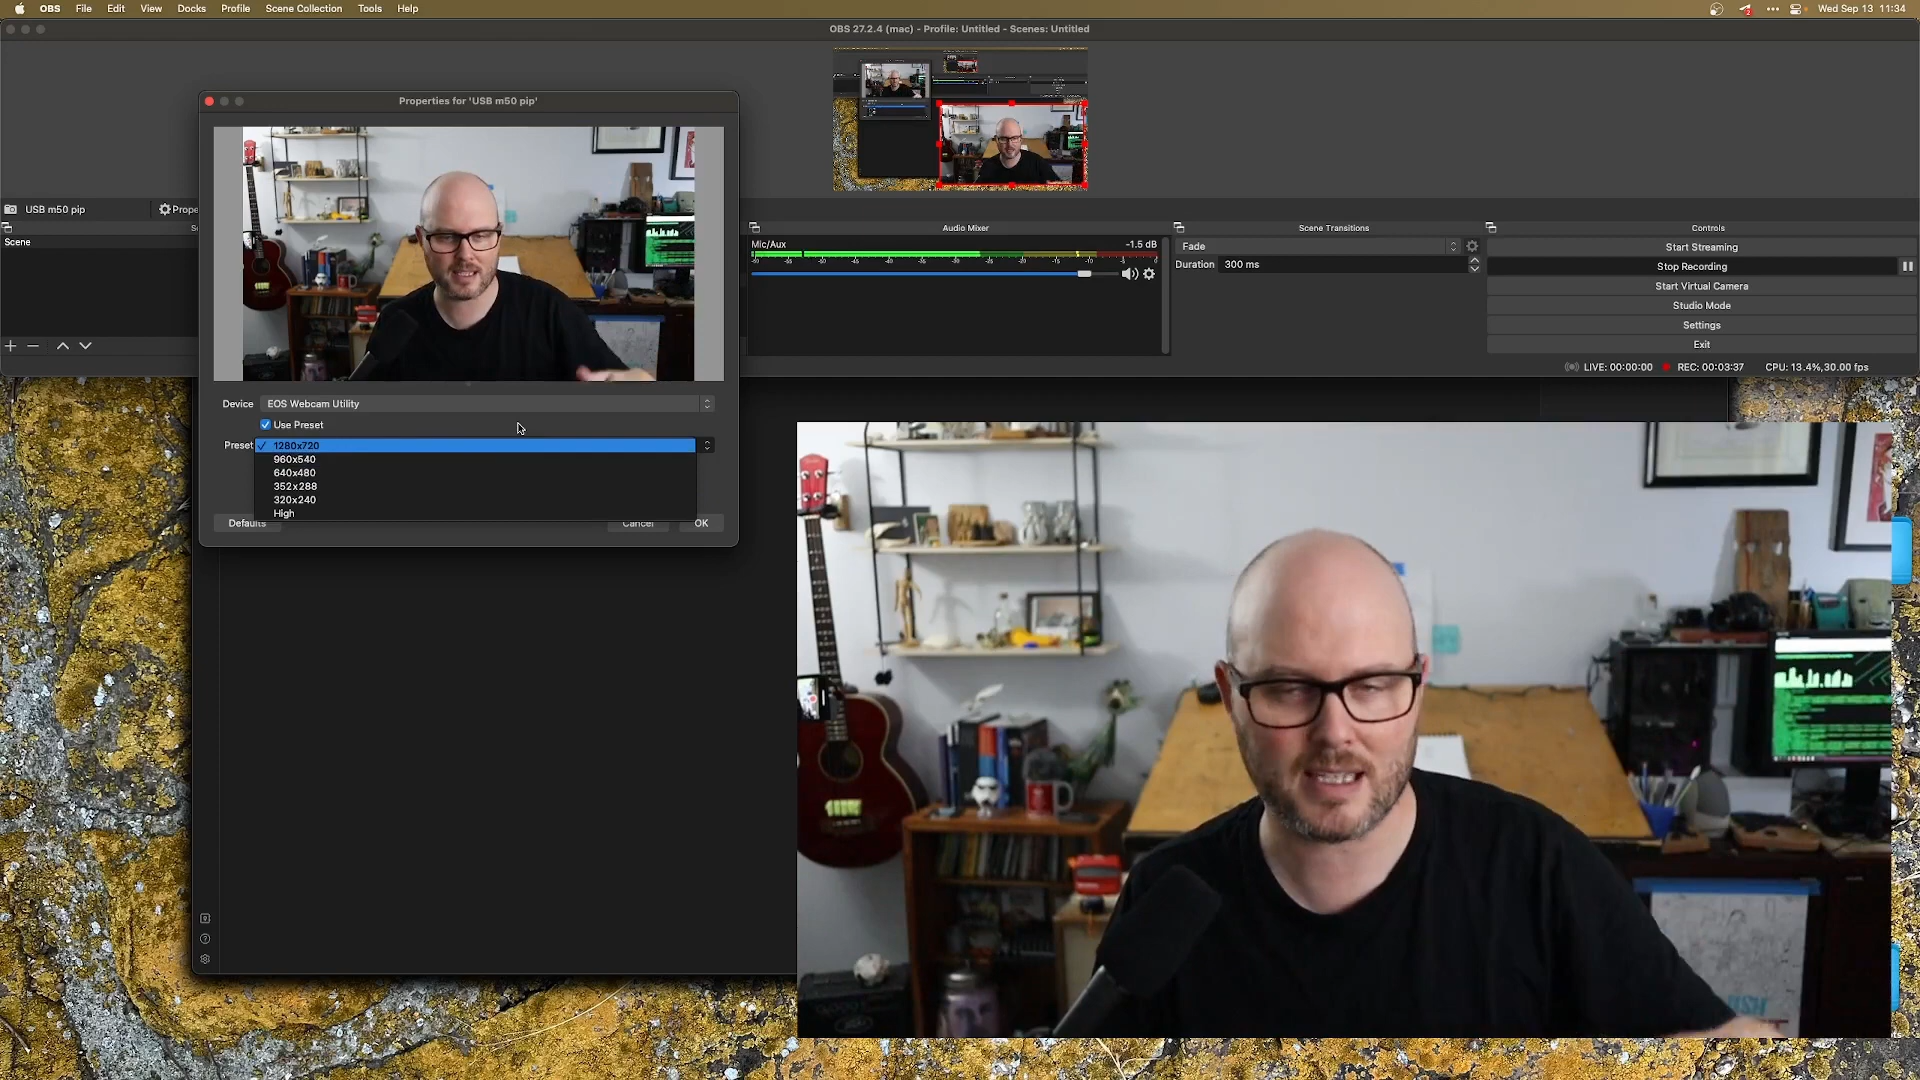 OBS File Edit View Docks Profile Scene Collection Tools Help
Wed Sep 13 11:34
OBS 27.2.4 (mac) - Profile: Untitled - Scenes: Untitled
Properties for 'USB m50 pip'
USB m50 pip
Prope
Scene
Audio Mixer
Mic/Aux
-1.5 dB
Scene Transitions
Fade
Duration 300 ms
Controls
Start Streaming
Stop Recording
Start Virtual Camera
Studio Mode
Settings
Exit
LIVE: 00:00:00 REC: 00:03:37 CPU: 13.4%,30.00 fps
Device EOS Webcam Utility
Use Preset
Preset 1280x720
960x540
640x480
352x288
320x240
High
Defaults Cancel OK